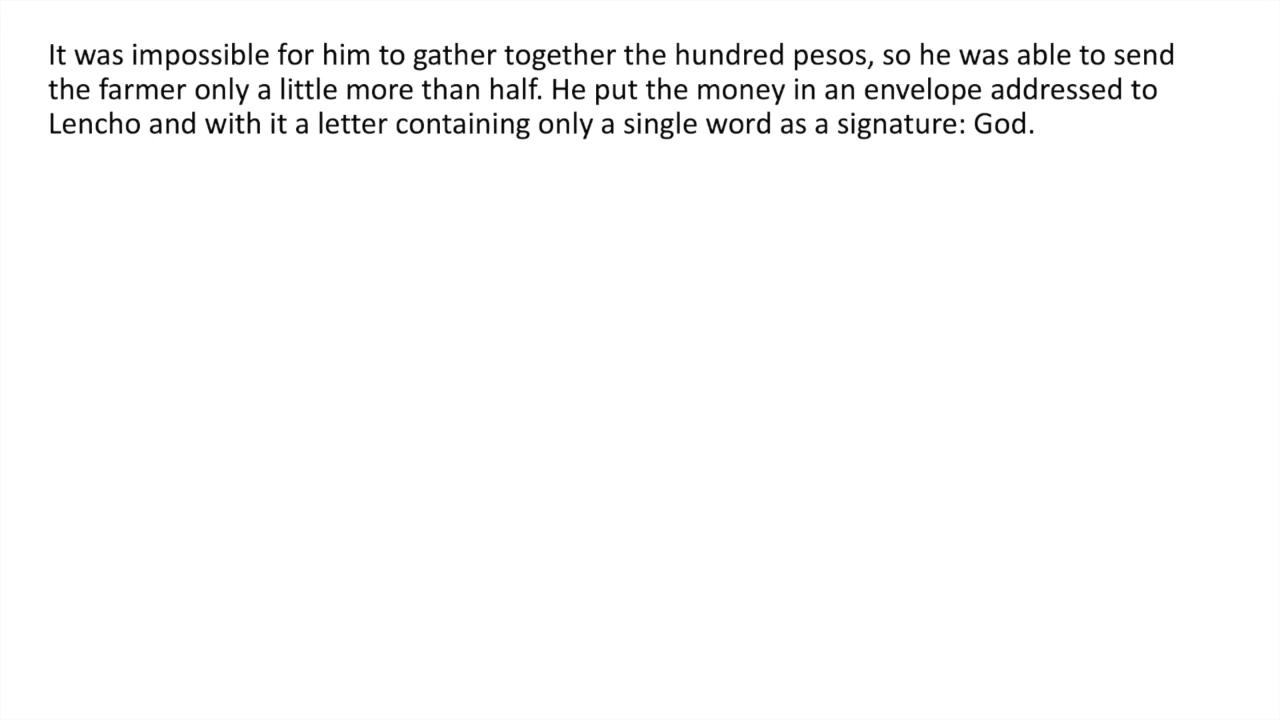 It was impossible for him to gather together the hundred pesos, so he was able to send
the farmer only a little more than half. He put the money in an envelope addressed to
Lencho and with it a letter containing only a single word as a signature: God.